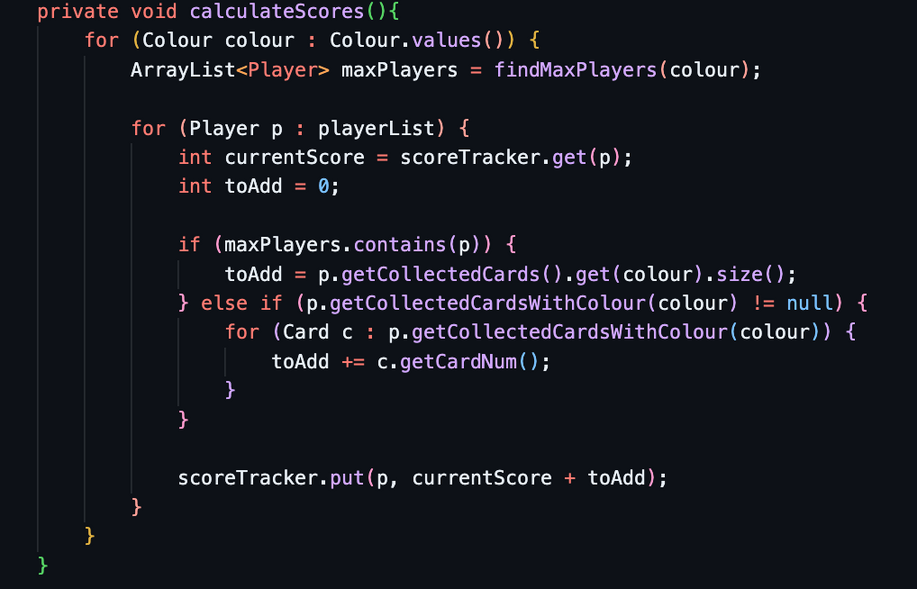 private void calculateScores(){
    for (Colour colour : Colour.values()) {
        ArrayList<Player> maxPlayers = findMaxPlayers(colour);

        for (Player p : playerList) {
            int currentScore = scoreTracker.get(p);
            int toAdd = 0;

            if (maxPlayers.contains(p)) {
                toAdd = p.getCollectedCards().get(colour).size();
            } else if (p.getCollectedCardsWithColour(colour) != null) {
                for (Card c : p.getCollectedCardsWithColour(colour)) {
                    toAdd += c.getCardNum();
                }
            }

            scoreTracker.put(p, currentScore + toAdd);
        }
    }
}